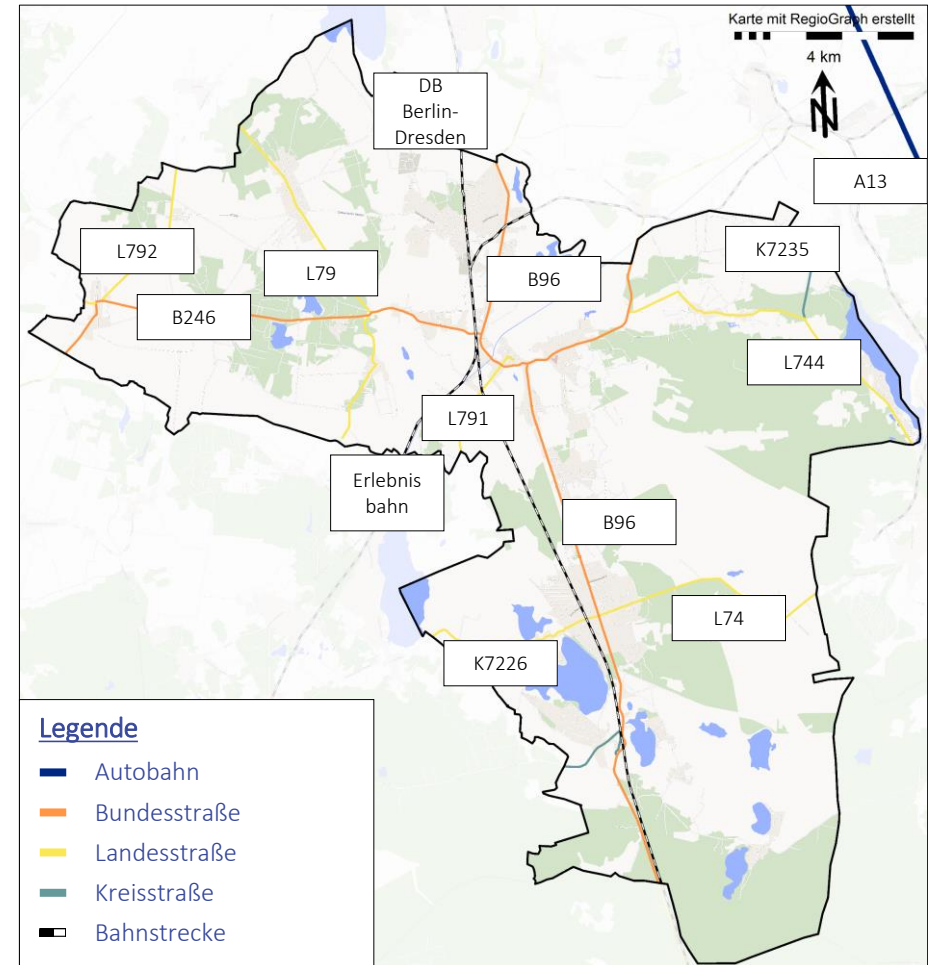 Karte mit RegioGraph erstellt
4 km
N
DB
Berlin-
Dresden
A13
K7235
L792
L79
B96
B246
L744
L791
Erlebnis
bahn
B96
L74
K7226
Legende
Autobahn
Bundesstraße
Landesstraße
Kreisstraße
Bahnstrecke